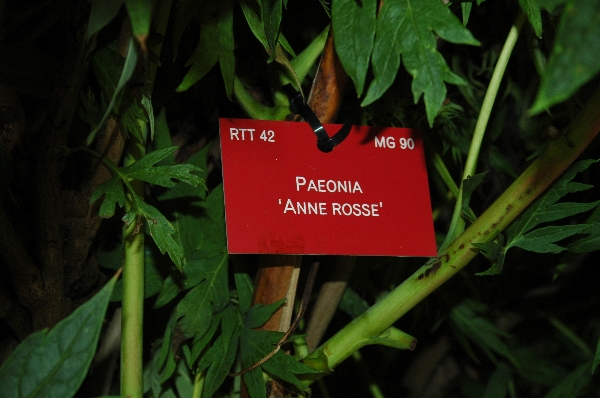 RTT 42 MG 90
PAEONIA
'ANNE ROSSE'